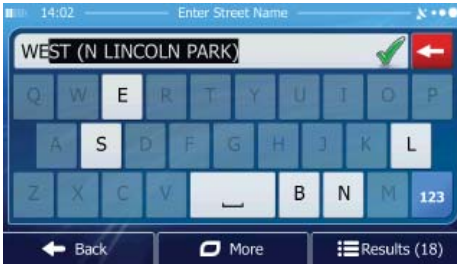 14:02 Enter Street Name
WEST (N LINCOLN PARK)
Q W E R T Y U I O P
A S D F G H J K L
Z X C V B N M 123
Back More Results (18)